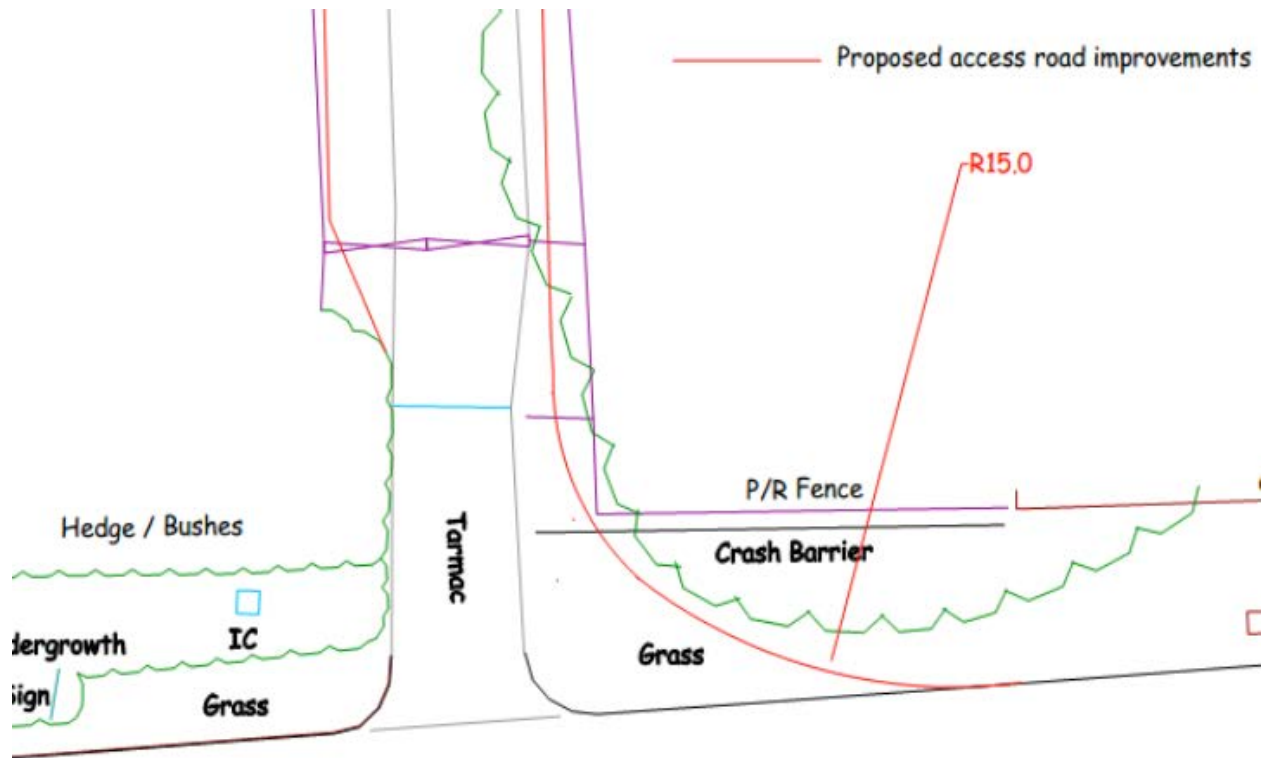 Proposed access road improvements
R15.0
P/R Fence
Hedge / Bushes
Tarmac
Crash Barrier
dergrowth
IC
Grass
Sign
Grass